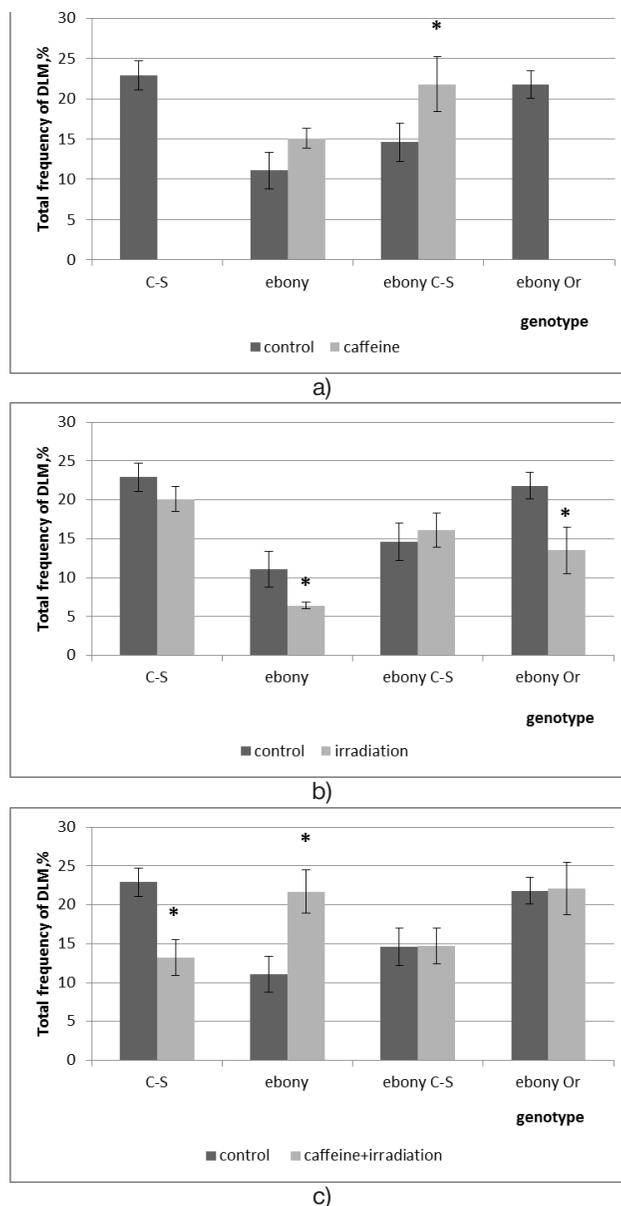 Total frequency of DLM,%
30
25
20
15
10
5
0
*
C-S ebony ebony C-S ebony Or
genotype
control caffeine
a)
Total frequency of DLM,%
30
25
20
15
10
5
0
*
*
C-S ebony ebony C-S ebony Or
genotype
control irradiation
b)
Total frequency of DLM,%
30
25
20
15
10
5
0
*
*
C-S ebony ebony C-S ebony Or
genotype
control caffeine+irradiation
c)